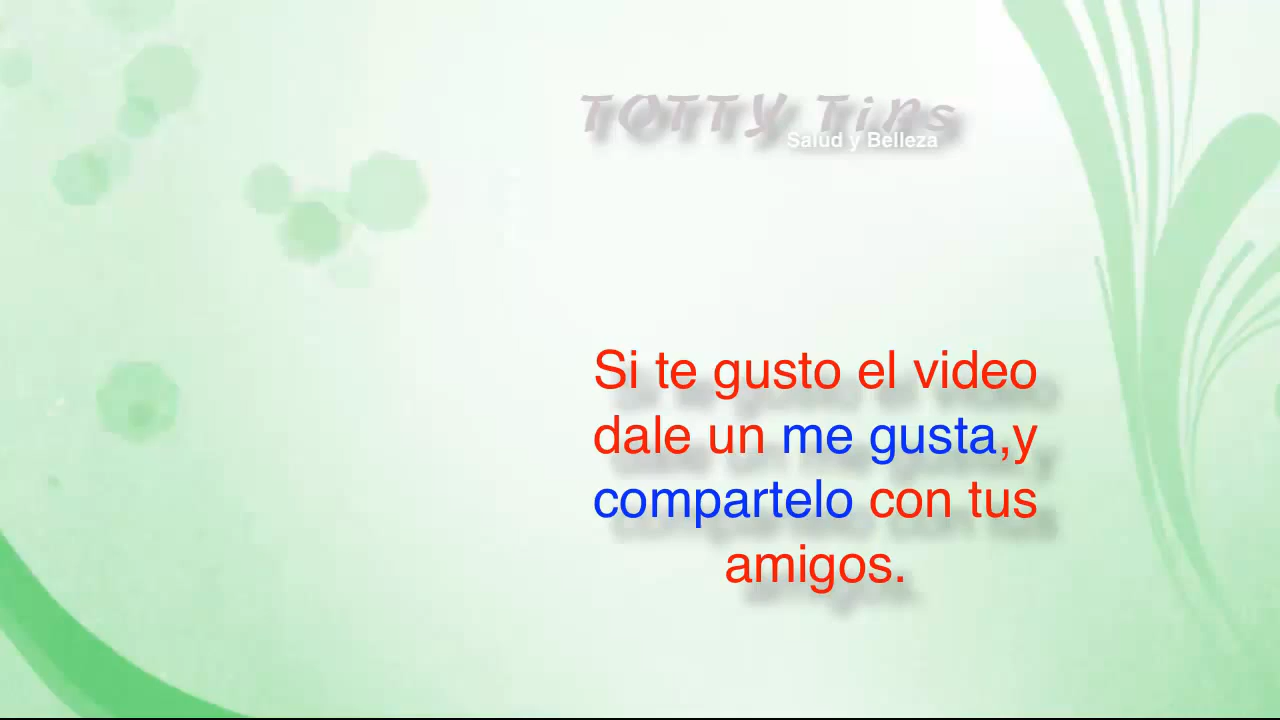 TOTTY Tips
Salud y Belleza
Si te gusto el video
dale un me gusta,y
compartelo con tus
amigos.